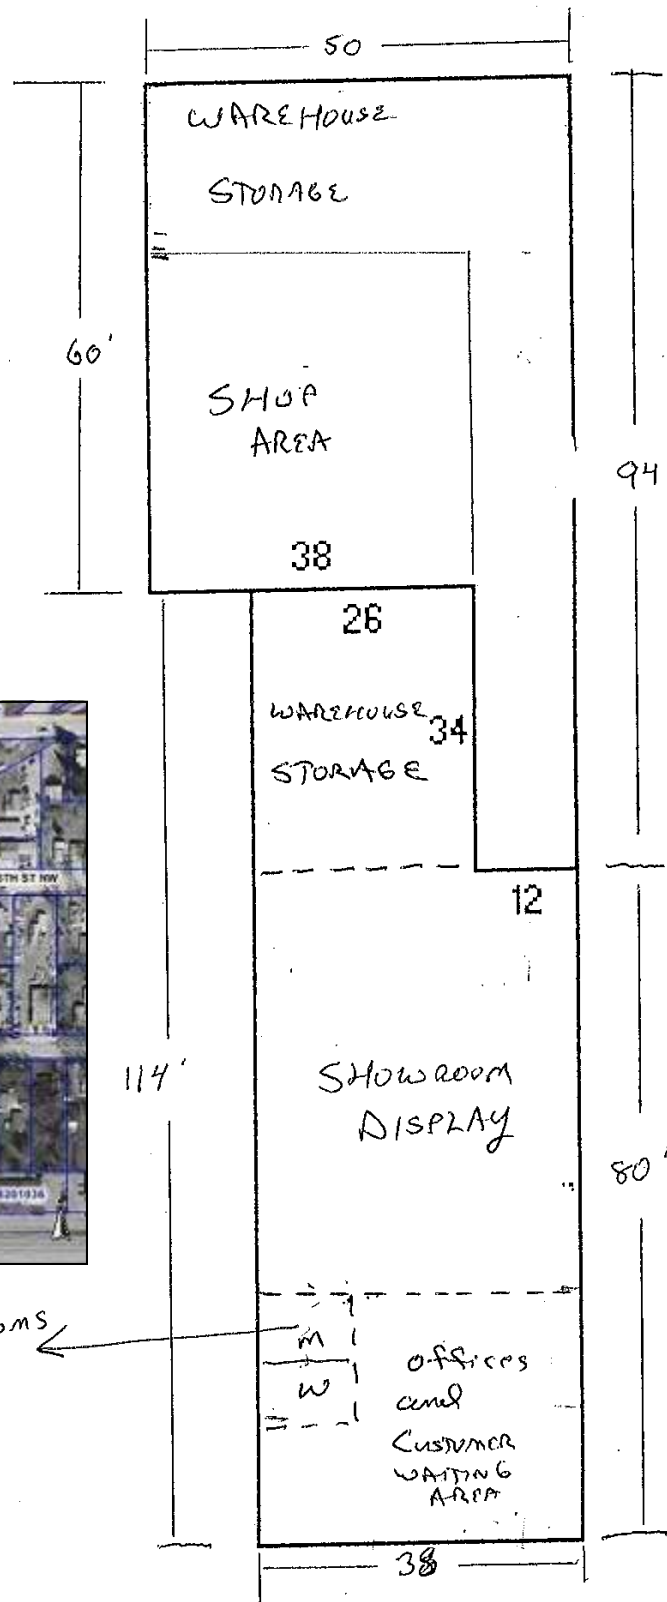 50
WAREHOUSE
STORAGE
60'
SHOP
AREA
94
38
26
WAREHOUSE
34
STORAGE
12
114'
SHOWROOM
DISPLAY
80'
M
W
offices
and
CUSTOMER
WAITING
AREA
38